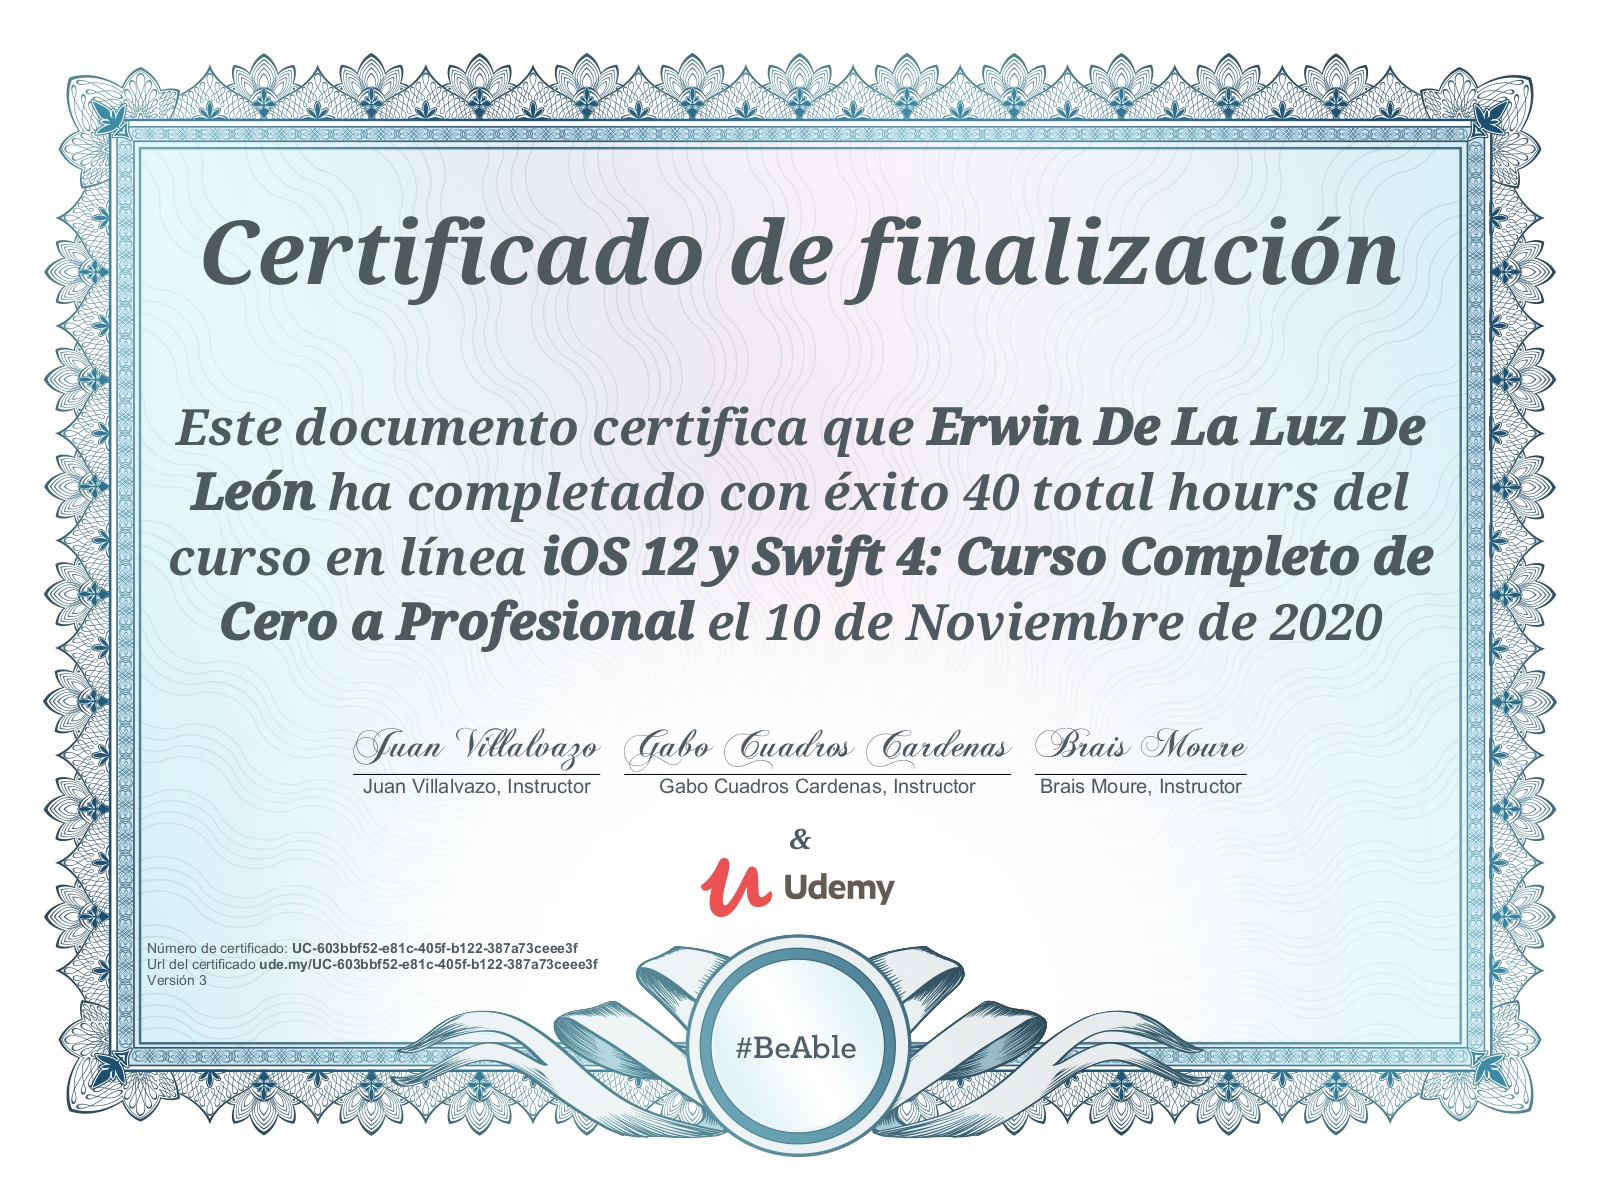 Certificado de finalización
Este documento certifica que Erwin De La Luz De
León ha completado con éxito 40 total hours del
curso en línea iOS 12 y Swift 4: Curso Completo de
Cero a Profesional el 10 de Noviembre de 2020
Juan Villalvazo Gabo Cuadros Cardenas Brais Moure
Juan Villalvazo, Instructor Gabo Cuadros Cardenas, Instructor Brais Moure, Instructor
&
Udemy
Número de certificado: UC-603bbf52-e81c-405f-b122-387a73ceee3f
Url del certificado ude.my/UC-603bbf52-e81c-405f-b122-387a73ceee3f
Versión 3
#BeAble